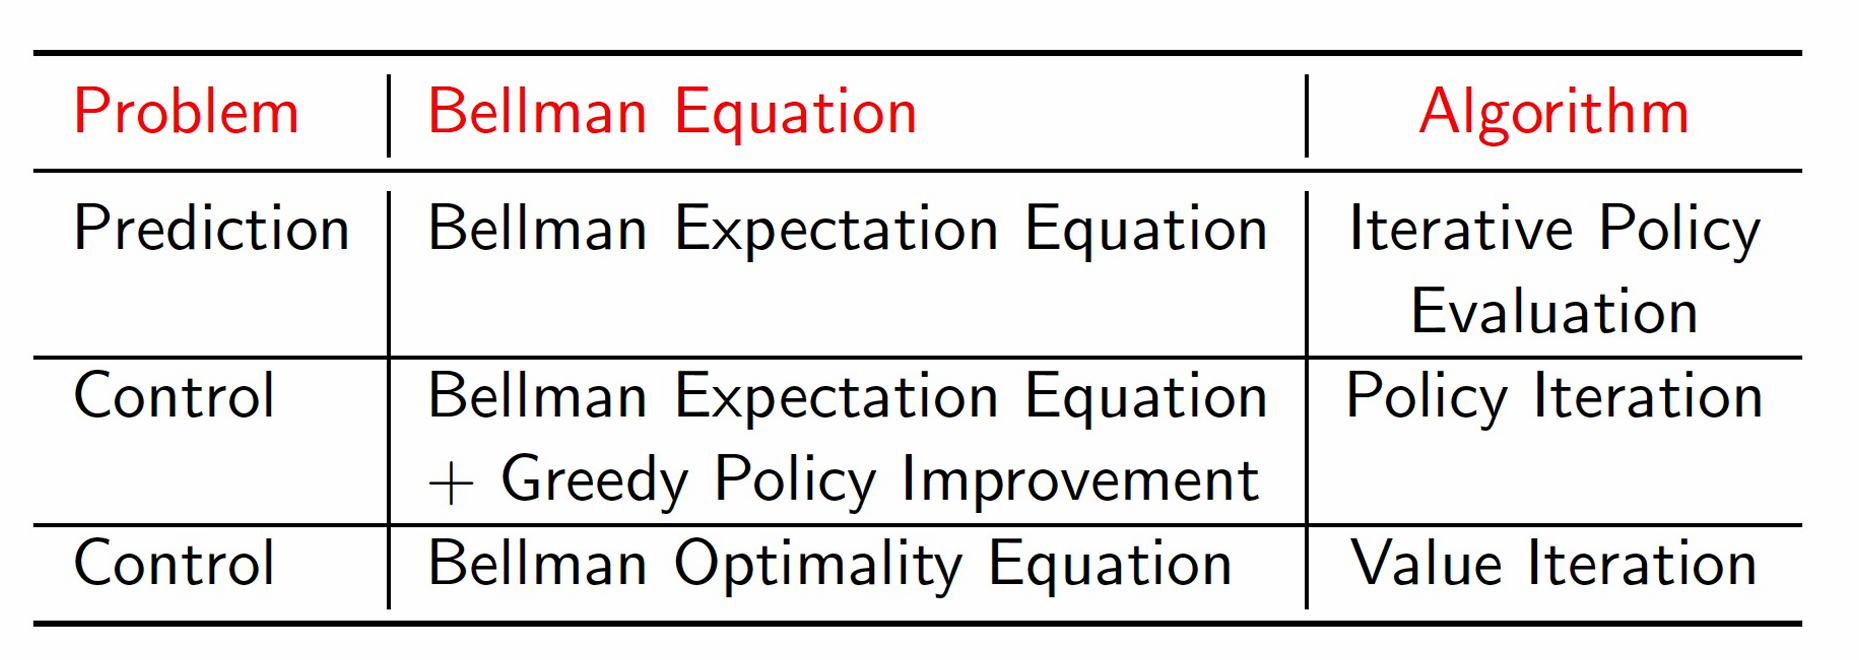 Problem Bellman Equation Algorithm
Prediction Bellman Expectation Equation Iterative Policy
Evaluation
Control Bellman Expectation Equation Policy Iteration
+ Greedy Policy Improvement
Control Bellman Optimality Equation Value Iteration